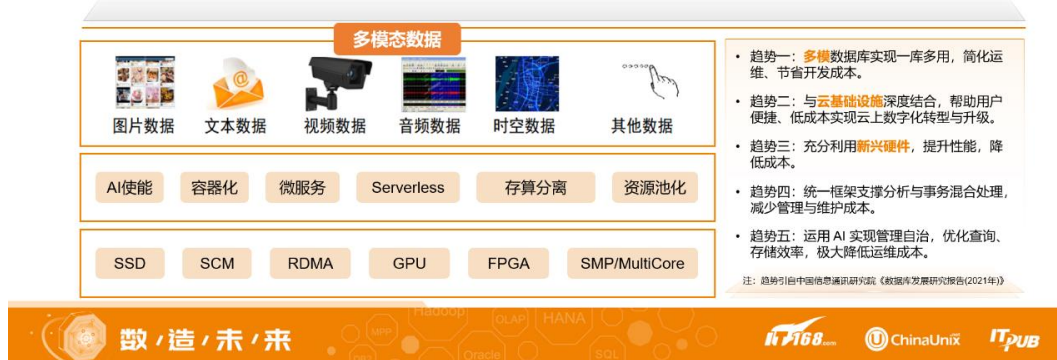 多模态数据
图片数据
文本数据
视频数据
音频数据
时空数据
其他数据
AI使能
容器化
微服务
Serverless
存算分离
资源池化
SSD
SCM
RDMA
GPU
FPGA
SMP/MultiCore
• 趋势一：多模数据库实现一库多用，简化运
维、节省开发成本。
• 趋势二：与云基础设施深度结合，帮助用户
便捷、低成本实现云上数字化转型与升级。
• 趋势三：充分利用新兴硬件，提升性能，降
低成本。
• 趋势四：统一框架支撑分析与事务混合处理，
减少管理与维护成本。
• 趋势五：运用 AI 实现管理自治，优化查询、
存储效率，极大降低运维成本。
注：趋势引自中国信息通讯研究院《数据库发展研究报告(2021年)》
数/造/未/来
MPP
Hadoop
OLAP
HANA
DB2
Oracle
SQL
iT168.com
ChinaUnix
ITPUB